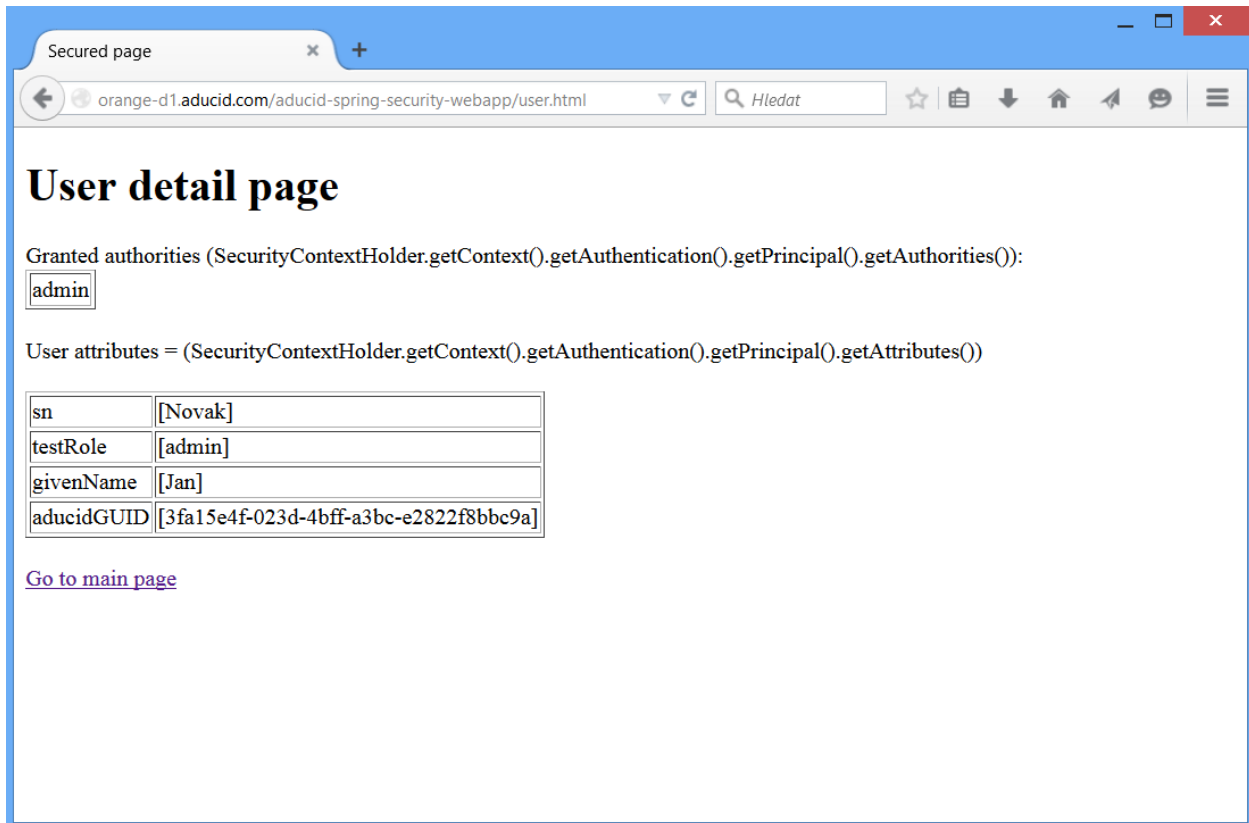 Secured page
orange-d1.aducid.com/aducid-spring-security-webapp/user.html Hledat
User detail page
Granted authorities (SecurityContextHolder.getContext().getAuthentication().getPrincipal().getAuthorities()):
admin
User attributes = (SecurityContextHolder.getContext().getAuthentication().getPrincipal().getAttributes())
sn [Novak]
testRole [admin]
givenName [Jan]
aducidGUID [3fa15e4f-023d-4bff-a3bc-e2822f8bbc9a]
Go to main page